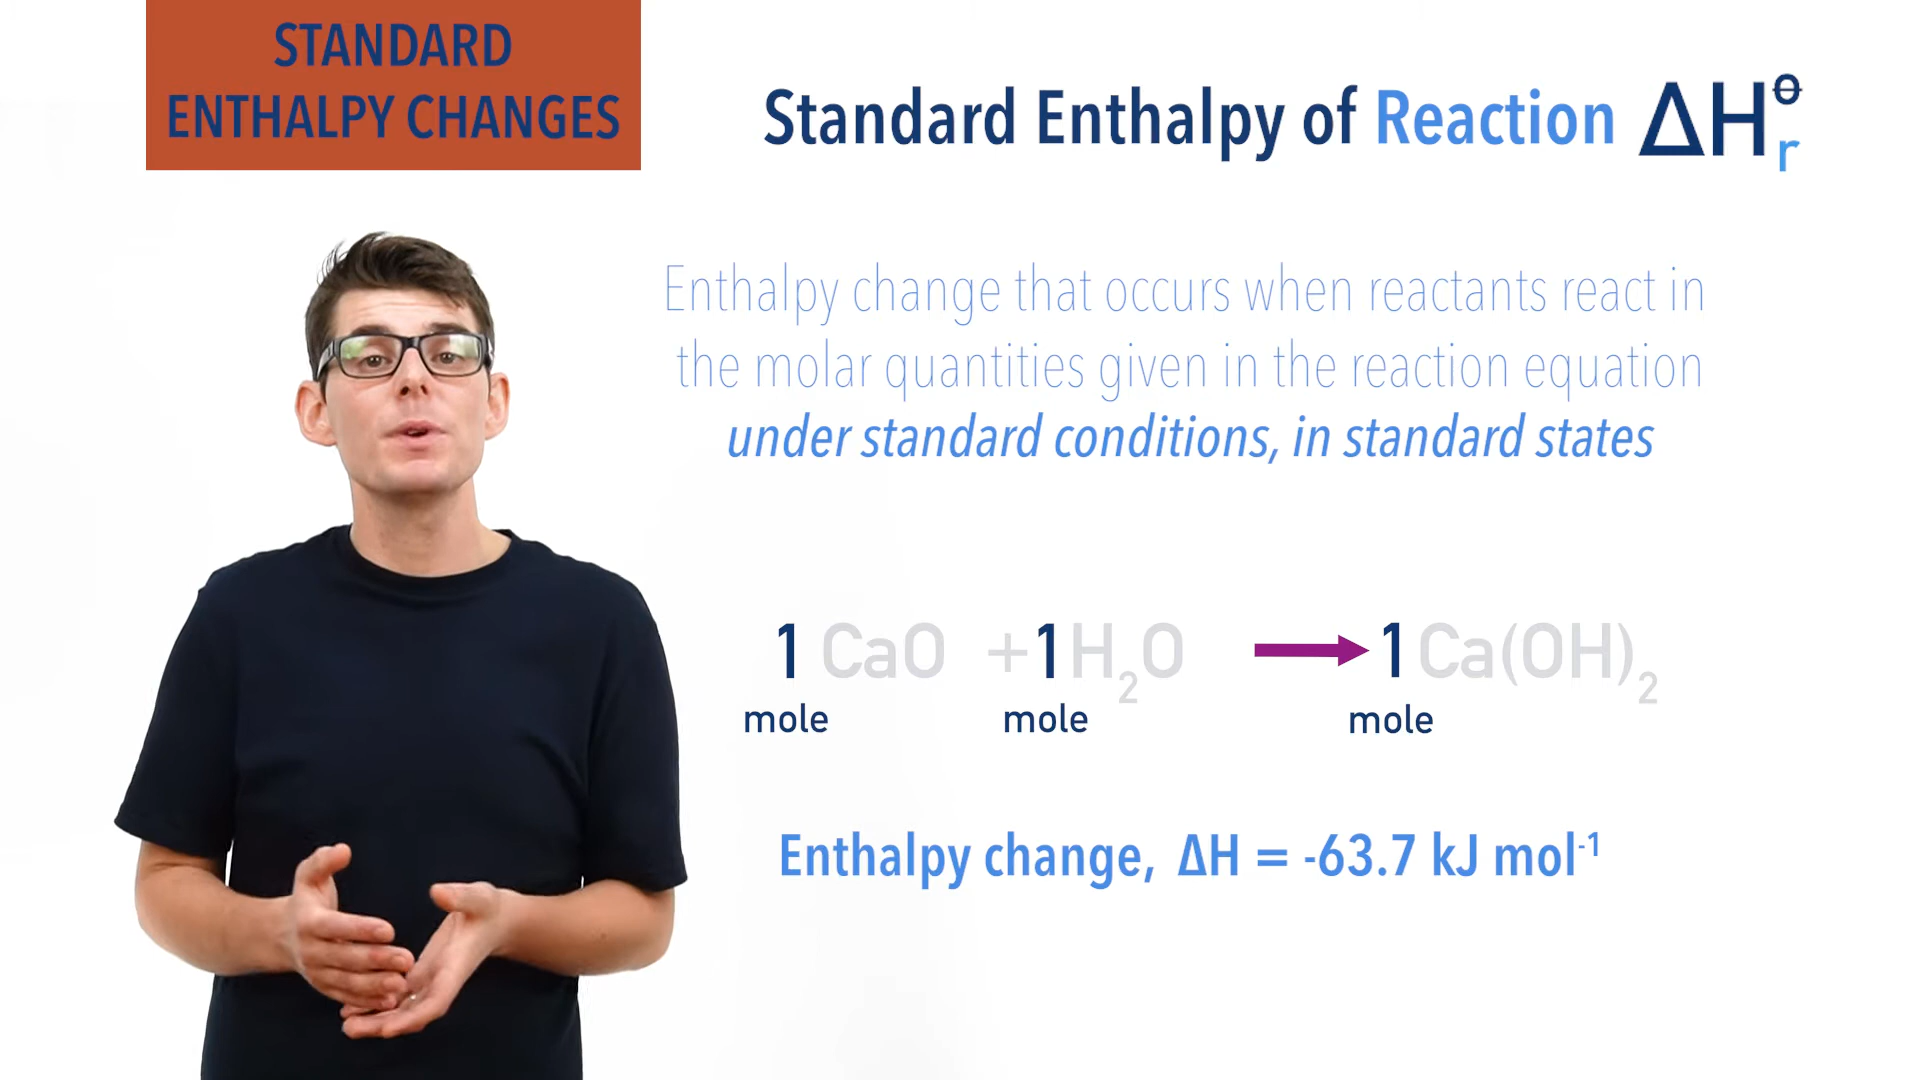 STANDARD
ENTHALPY CHANGES
Standard Enthalpy of Reaction ΔH⊖r
Enthalpy change that occurs when reactants react in
the molar quantities given in the reaction equation
under standard conditions, in standard states
1 CaO + 1 H₂O → 1 Ca(OH)₂
mole mole mole
Enthalpy change, ΔH = -63.7 kJ mol⁻¹